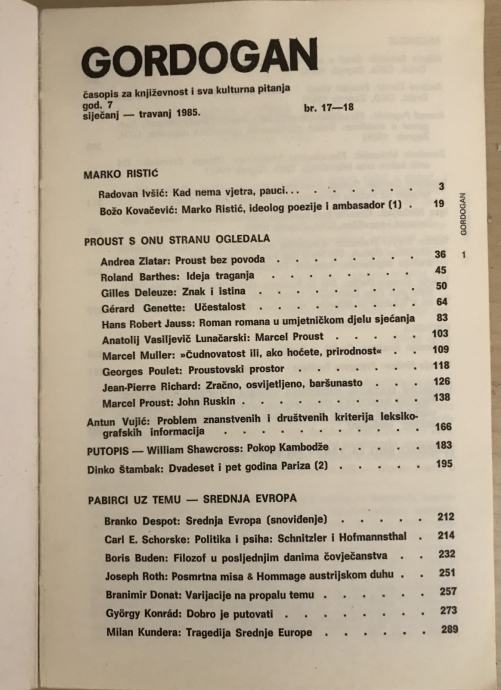 GORDOGAN
časopis za književnost i sva kulturna pitanja
god. 7
siječanj — travanj 1985. br. 17—18
MARKO RISTIĆ
Radovan Ivšić: Kad nema vjetra, pauci... . . . . . . 3
Božo Kovačević: Marko Ristić, ideolog poezije i ambasador (1) . 19
GORDOGAN
1
PROUST S ONU STRANU OGLEDALA
Andrea Zlatar: Proust bez povoda . . . . . . . . 36
Roland Barthes: Ideja traganja . . . . . . . . 45
Gilles Deleuze: Znak i istina . . . . . . . . 50
Gérard Genette: Učestalost . . . . . . . . 64
Hans Robert Jauss: Roman romana u umjetničkom djelu sjećanja 83
Anatolij Vasiljevič Lunačarski: Marcel Proust . . . . 103
Marcel Muller: »Čudnovatost ili, ako hoćete, prirodnost« . . 109
Georges Poulet: Proustovski prostor . . . . . . 118
Jean-Pierre Richard: Zračno, osvijetljeno, baršunasto . . . 126
Marcel Proust: John Ruskin . . . . . . . . 138
Antun Vujić: Problem znanstvenih i društvenih kriterija leksiko-
grafskih informacija . . . . . . . . 166
PUTOPIS — William Shawcross: Pokop Kambodže . . . . 183
Dinko Štambak: Dvadeset i pet godina Pariza (2) . . . . . 195
PABIRCI UZ TEMU — SREDNJA EVROPA
Branko Despot: Srednja Evropa (snoviđenje) . . . . . 212
Carl E. Schorske: Politika i psiha: Schnitzler i Hofmannsthal . 214
Boris Buden: Filozof u posljednjim danima čovječanstva . . 232
Joseph Roth: Posmrtna misa & Hommage austrijskom duhu . . 251
Branimir Donat: Varijacije na propalu temu . . . . . 257
György Konrád: Dobro je putovati . . . . . . . 273
Milan Kundera: Tragedija Srednje Europe . . . . . . 289